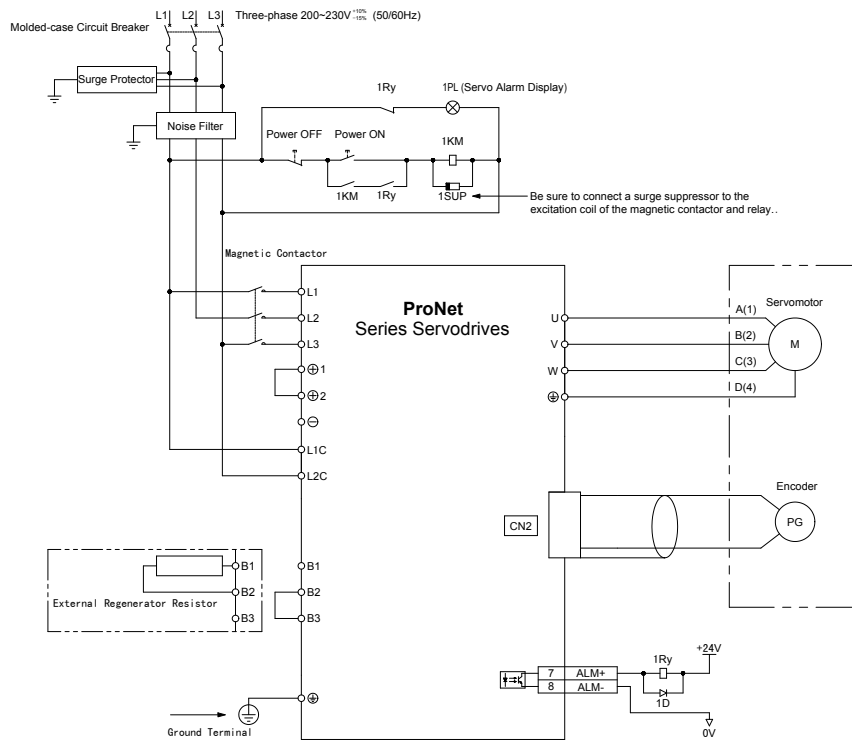 L1 L2 L3 Three-phase 200~230V +10% -15% (50/60Hz)
Molded-case Circuit Breaker
Surge Protector
1Ry
1PL (Servo Alarm Display)
Noise Filter
Power OFF
Power ON
1KM
1KM
1Ry
1SUP
Be sure to connect a surge suppressor to the
excitation coil of the magnetic contactor and relay..
Magnetic Contactor
ProNet
Series Servodrives
L1
L2
L3
⊕1
⊕2
⊖
L1C
L2C
B1
B2
B3
U
V
W
A(1)
B(2)
C(3)
D(4)
Servomotor
M
Encoder
PG
CN2
B1
B2
B3
External Regenerator Resistor
Ground Terminal
7 ALM+
8 ALM-
1Ry
1D
+24V
0V